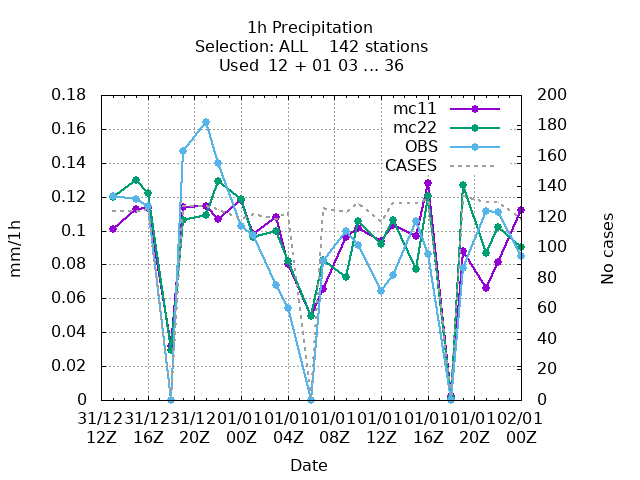 1h Precipitation
Selection: ALL    142 stations
Used  12 + 01 03 ... 36
0.18
0.16
0.14
0.12
0.1
0.08
0.06
0.04
0.02
0
200
180
160
140
120
100
80
60
40
20
0
mm/1h
No cases
mc11
mc22
OBS
CASES
31/12 31/12 31/12 01/01 01/01 01/01 01/01 01/01 01/01 02/01
12Z 16Z 20Z 00Z 04Z 08Z 12Z 16Z 20Z 00Z
Date